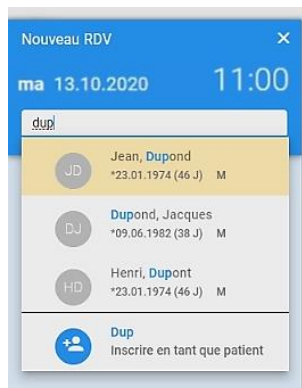 Nouveau RDV ×
ma 13.10.2020 11:00
dup
JD
Jean, Dupond
*23.01.1974 (46 J) M
DJ
Dupond, Jacques
*09.06.1982 (38 J) M
HD
Henri, Dupont
*23.01.1974 (46 J) M
Dup
Inscrire en tant que patient